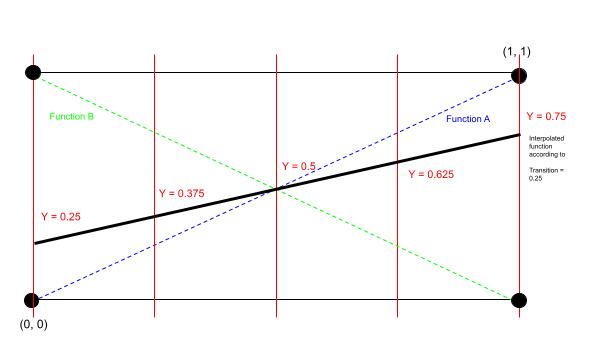 (1, 1)
Function B
Function A
Y = 0.75
Interpolated
function
according to
Transition =
0.25
Y = 0.5
Y = 0.625
Y = 0.375
Y = 0.25
(0, 0)